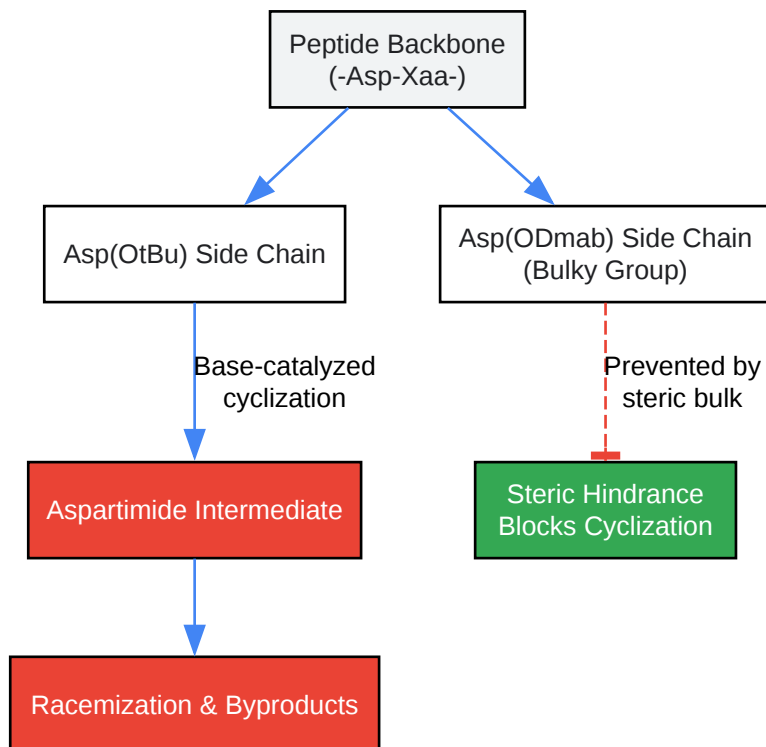 Peptide Backbone
(-Asp-Xaa-)
Asp(OtBu) Side Chain
Asp(ODmab) Side Chain
(Bulky Group)
Base-catalyzed
cyclization
Prevented by
steric bulk
Aspartimide Intermediate
Steric Hindrance
Blocks Cyclization
Racemization & Byproducts